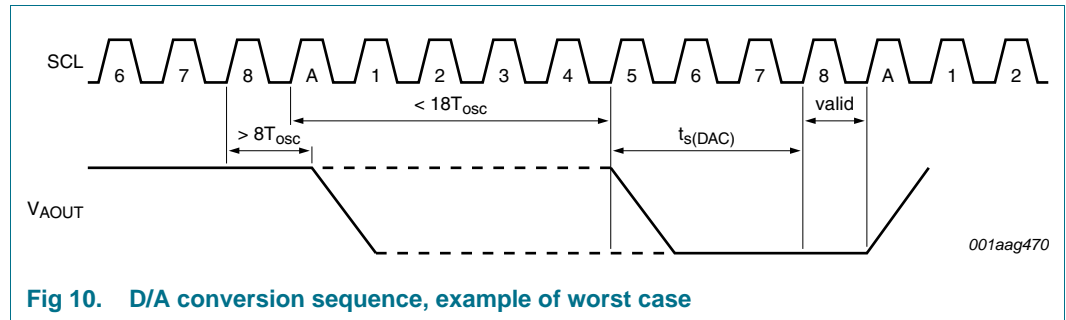 SCL
6 7 8 A 1 2 3 4 5 6 7 8 A 1 2
< 18Tosc
valid
> 8Tosc
ts(DAC)
VAOUT
001aag470
Fig 10. D/A conversion sequence, example of worst case